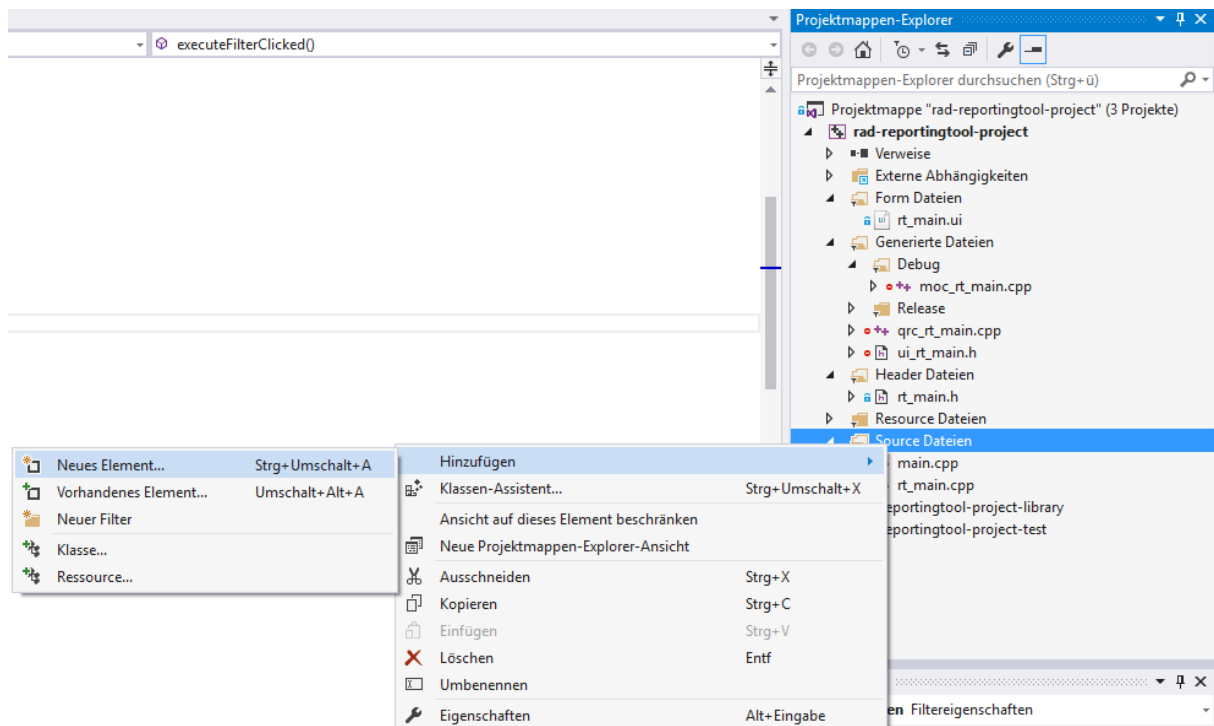 Projektmappen-Explorer
executeFilterClicked()
Projektmappen-Explorer durchsuchen (Strg+ü)
Projektmappe "rad-reportingtool-project" (3 Projekte)
rad-reportingtool-project
Verweise
Externe Abhängigkeiten
Form Dateien
ui rt_main.ui
Generierte Dateien
Debug
moc_rt_main.cpp
Release
qrc_rt_main.cpp
h ui_rt_main.h
Header Dateien
h rt_main.h
Resource Dateien
Source Dateien
main.cpp
rt_main.cpp
eportingtool-project-library
eportingtool-project-test
Neues Element... Strg+Umschalt+A
Vorhandenes Element... Umschalt+Alt+A
Neuer Filter
Klasse...
Ressource...
Hinzufügen
Klassen-Assistent... Strg+Umschalt+X
Ansicht auf dieses Element beschränken
Neue Projektmappen-Explorer-Ansicht
Ausschneiden Strg+X
Kopieren Strg+C
Einfügen Strg+V
Löschen Entf
Umbenennen
Eigenschaften Alt+Eingabe
en Filtereigenschaften